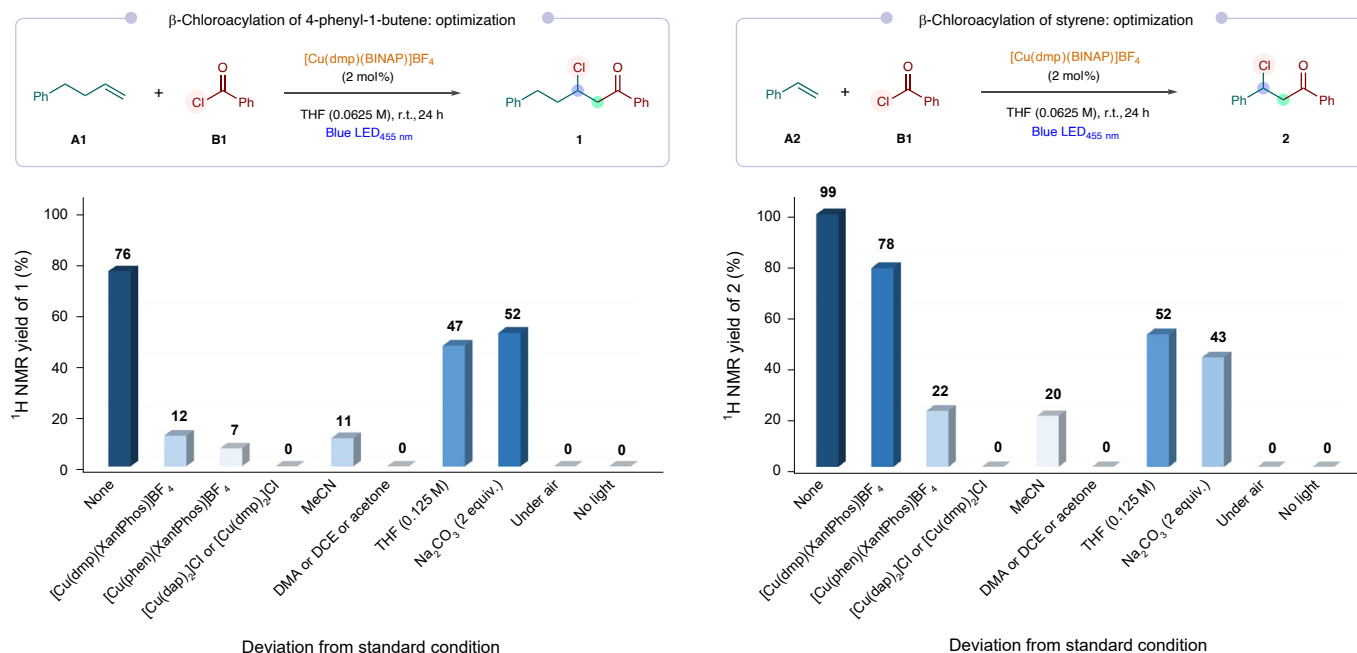 β-Chloroacylation of 4-phenyl-1-butene: optimization
Ph
A1
+
O
Cl
Ph
B1
[Cu(dmp)(BINAP)]BF4
(2 mol%)
THF (0.0625 M), r.t., 24 h
Blue LED455 nm
Cl
O
Ph
Ph
1
1H NMR yield of 1 (%)
100
80
60
40
20
0
76
12
7
0
11
0
47
52
0
0
None
[Cu(dmp)(XantPhos)]BF4
[Cu(phen)(XantPhos)]BF4
[Cu(dap)2]Cl or [Cu(dmp)2]Cl
MeCN
DMA or DCE or acetone
THF (0.125 M)
Na2CO3 (2 equiv.)
Under air
No light
Deviation from standard condition
β-Chloroacylation of styrene: optimization
Ph
A2
+
O
Cl
Ph
B1
[Cu(dmp)(BINAP)]BF4
(2 mol%)
THF (0.0625 M), r.t., 24 h
Blue LED455 nm
Cl
O
Ph
Ph
2
1H NMR yield of 2 (%)
100
80
60
40
20
0
99
78
22
0
20
0
52
43
0
0
None
[Cu(dmp)(XantPhos)]BF4
[Cu(phen)(XantPhos)]BF4
[Cu(dap)2]Cl or [Cu(dmp)2]Cl
MeCN
DMA or DCE or acetone
THF (0.125 M)
Na2CO3 (2 equiv.)
Under air
No light
Deviation from standard condition